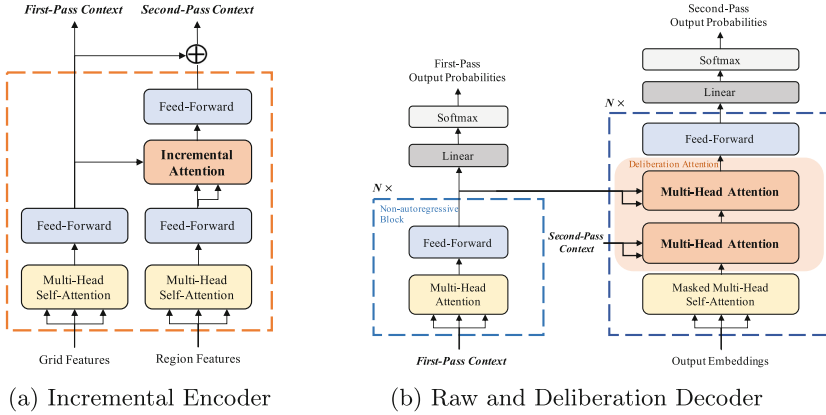 First-Pass Context
Second-Pass Context
Feed-Forward
Incremental
Attention
Feed-Forward
Feed-Forward
Multi-Head
Self-Attention
Multi-Head
Self-Attention
Grid Features
Region Features
(a) Incremental Encoder
First-Pass
Output Probabilities
Softmax
Linear
N ×
Non-autoregressive
Block
Feed-Forward
Multi-Head
Attention
First-Pass Context
Second-Pass
Output Probabilities
Softmax
Linear
N ×
Feed-Forward
Deliberation Attention
Multi-Head Attention
Second-Pass
Context
Multi-Head Attention
Masked Multi-Head
Self-Attention
Output Embeddings
(b) Raw and Deliberation Decoder